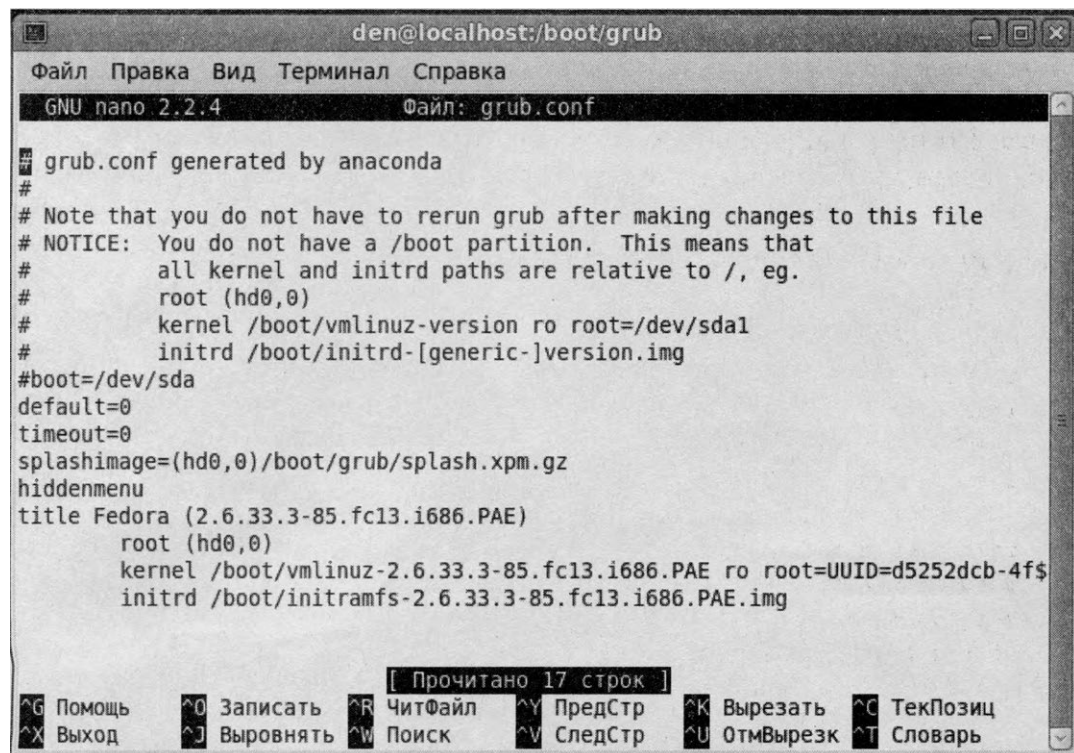 den@localhost:/boot/grub
Файл Правка Вид Терминал Справка
GNU nano 2.2.4 Файл: grub.conf
# grub.conf generated by anaconda
#
# Note that you do not have to rerun grub after making changes to this file
# NOTICE:  You do not have a /boot partition.  This means that
#          all kernel and initrd paths are relative to /, eg.
#          root (hd0,0)
#          kernel /boot/vmlinuz-version ro root=/dev/sda1
#          initrd /boot/initrd-[generic-]version.img
#boot=/dev/sda
default=0
timeout=0
splashimage=(hd0,0)/boot/grub/splash.xpm.gz
hiddenmenu
title Fedora (2.6.33.3-85.fc13.i686.PAE)
        root (hd0,0)
        kernel /boot/vmlinuz-2.6.33.3-85.fc13.i686.PAE ro root=UUID=d5252dcb-4f$
        initrd /boot/initramfs-2.6.33.3-85.fc13.i686.PAE.img
[ Прочитано 17 строк ]
^G Помощь ^O Записать ^R ЧитФайл ^Y ПредСтр ^K Вырезать ^C ТекПозиц
^X Выход ^J Выровнять ^W Поиск ^V СледСтр ^U ОтмВырезк ^T Словарь